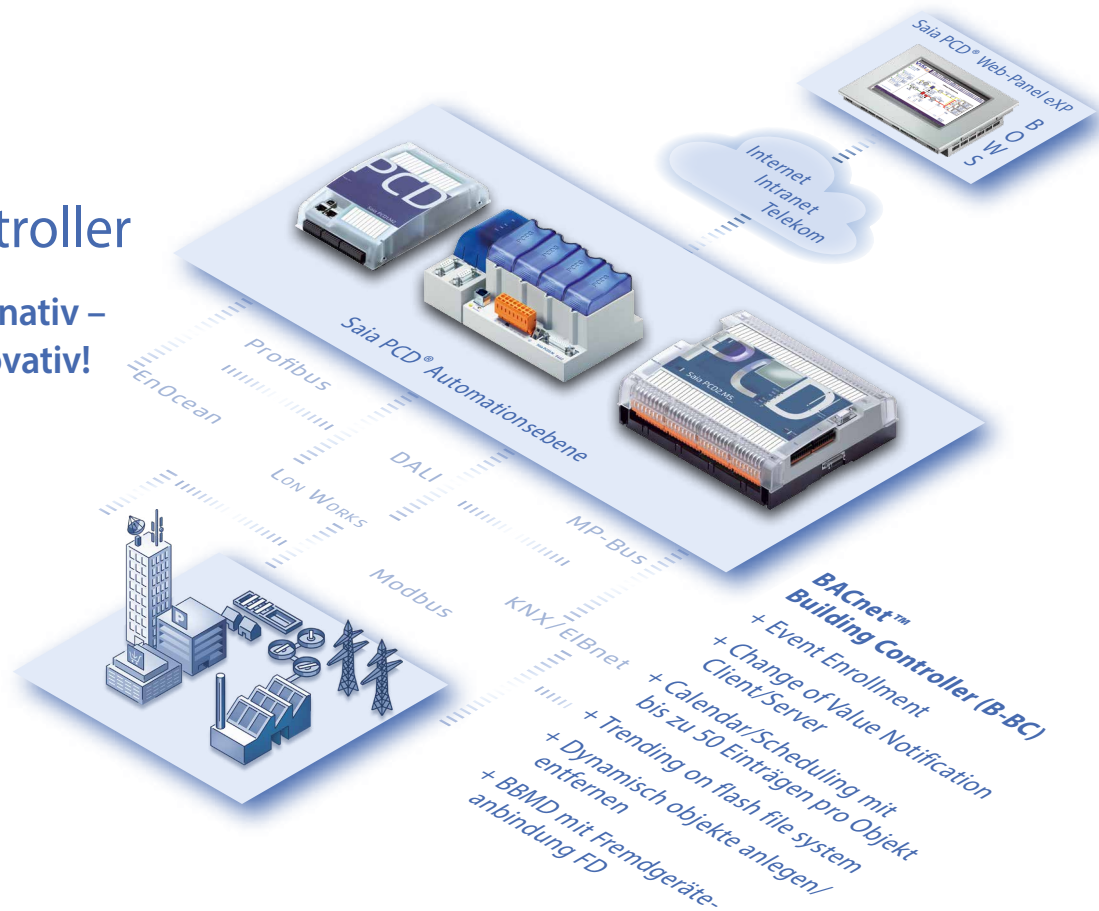 Saia PCD® Web-Panel eXP
BOWS
Internet
Intranet
Telekom
troller
nativ –
ovativ!
PCD
Saia PCD2.M5
PCD
Saia PCD® Automationsebene
Profibus
EnOcean
DALI
LON WORKS
MP-Bus
Modbus
KNX/EIBnet
P
BACnet™
Building Controller (B-BC)
+ Event Enrollment
+ Change of Value Notification
Client/Server
+ Calendar/Scheduling mit
bis zu 50 Einträgen pro Objekt
+ Trending on flash file system
+ Dynamisch objekte anlegen/
entfernen
+ BBMD mit Fremdgeräte-
anbindung FD